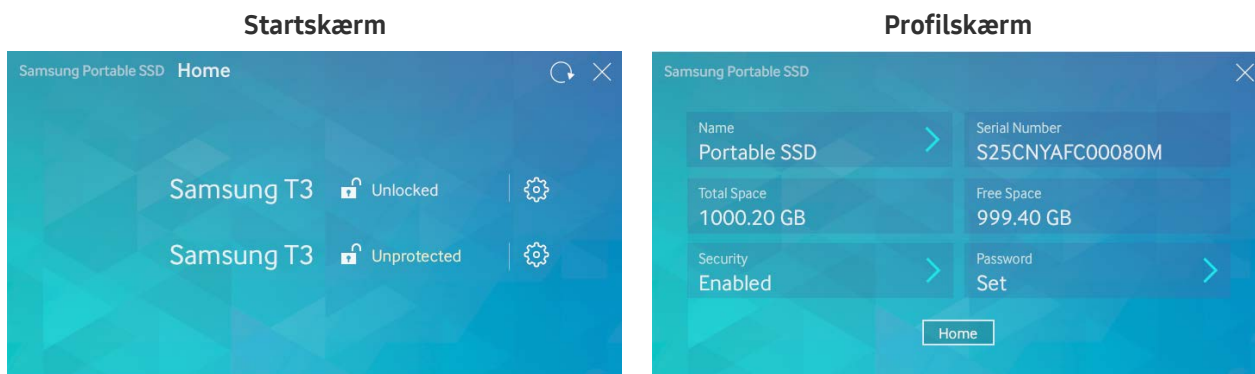 Startskærm
Samsung Portable SSD Home
Samsung T3 Unlocked
Samsung T3 Unprotected
Profilskærm
Samsung Portable SSD
Name
Portable SSD
Serial Number
S25CNYAFC00080M
Total Space
1000.20 GB
Free Space
999.40 GB
Security
Enabled
Password
Set
Home